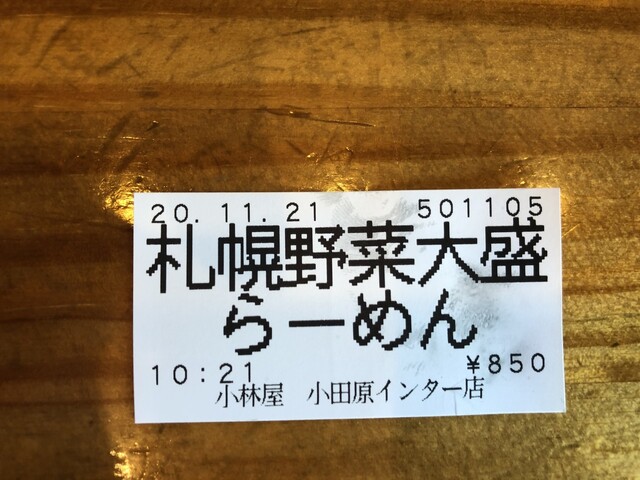 20.11.21 501105
札幌野菜大盛
らーめん
10:21 ¥850
小林屋 小田原インター店